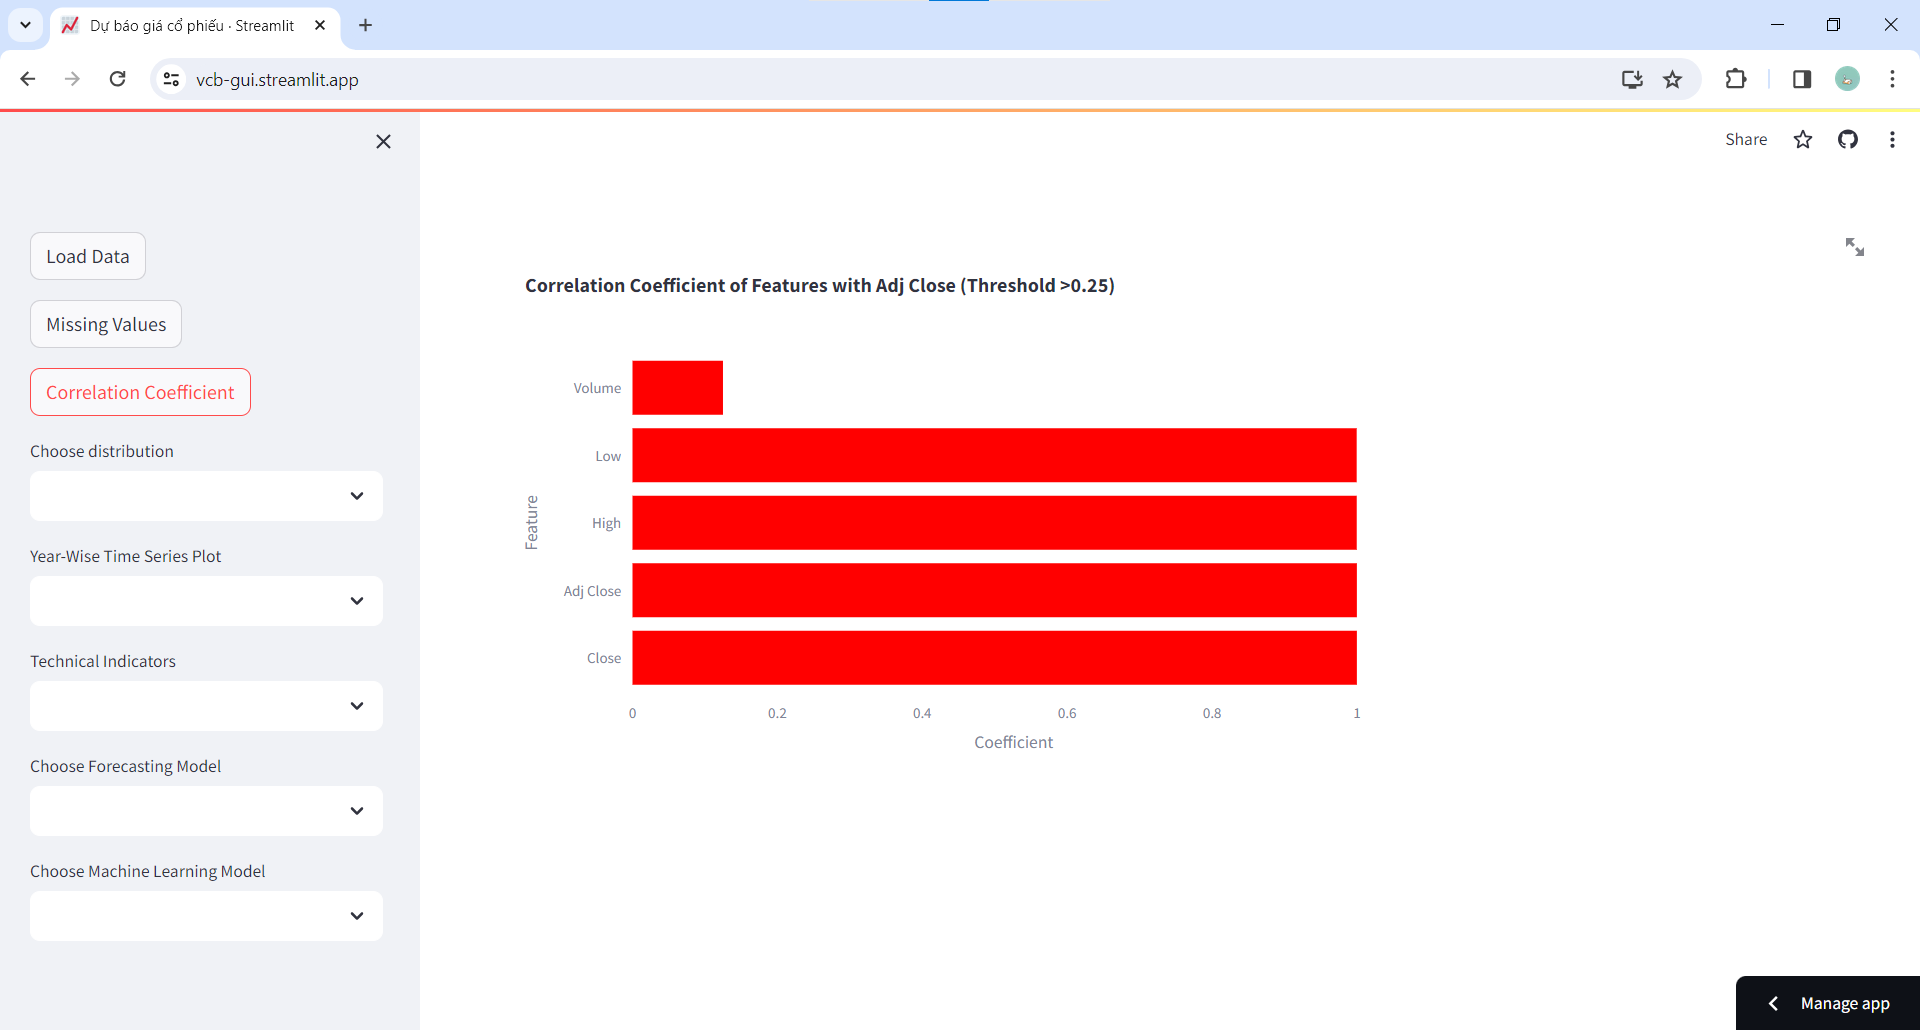 Dự báo giá cổ phiếu · Streamlit
vcb-gui.streamlit.app
Share
Load Data
Missing Values
Correlation Coefficient
Choose distribution
Year-Wise Time Series Plot
Technical Indicators
Choose Forecasting Model
Choose Machine Learning Model
Correlation Coefficient of Features with Adj Close (Threshold >0.25)
Feature
Volume
Low
High
Adj Close
Close
0 0.2 0.4 0.6 0.8 1
Coefficient
Manage app